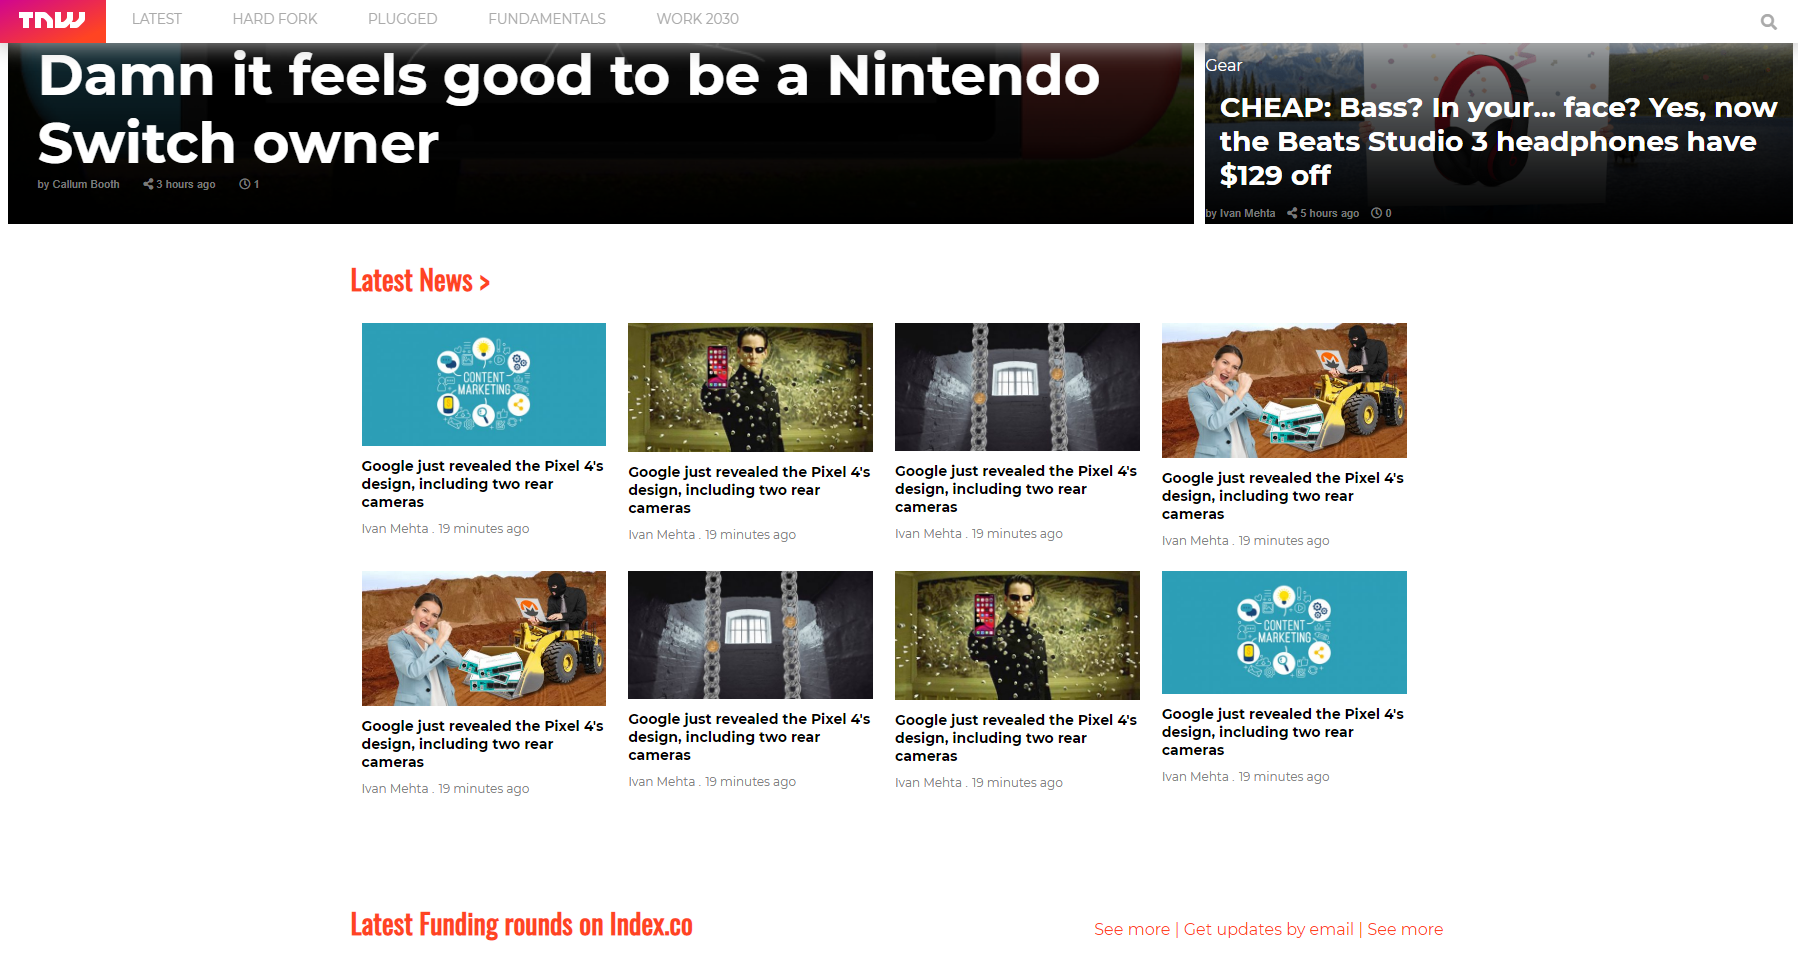 TNW LATEST HARD FORK PLUGGED FUNDAMENTALS WORK 2030
Damn it feels good to be a Nintendo
Switch owner
by Callum Booth 3 hours ago 1
Gear
CHEAP: Bass? In your... face? Yes, now
the Beats Studio 3 headphones have
$129 off
by Ivan Mehta 5 hours ago 0
Latest News >
CONTENT
MARKETING
Google just revealed the Pixel 4's
design, including two rear
cameras
Ivan Mehta . 19 minutes ago
Google just revealed the Pixel 4's
design, including two rear
cameras
Ivan Mehta . 19 minutes ago
Google just revealed the Pixel 4's
design, including two rear
cameras
Ivan Mehta . 19 minutes ago
Google just revealed the Pixel 4's
design, including two rear
cameras
Ivan Mehta . 19 minutes ago
Google just revealed the Pixel 4's
design, including two rear
cameras
Ivan Mehta . 19 minutes ago
Google just revealed the Pixel 4's
design, including two rear
cameras
Ivan Mehta . 19 minutes ago
Google just revealed the Pixel 4's
design, including two rear
cameras
Ivan Mehta . 19 minutes ago
CONTENT
MARKETING
Google just revealed the Pixel 4's
design, including two rear
cameras
Ivan Mehta . 19 minutes ago
Latest Funding rounds on Index.co
See more | Get updates by email | See more